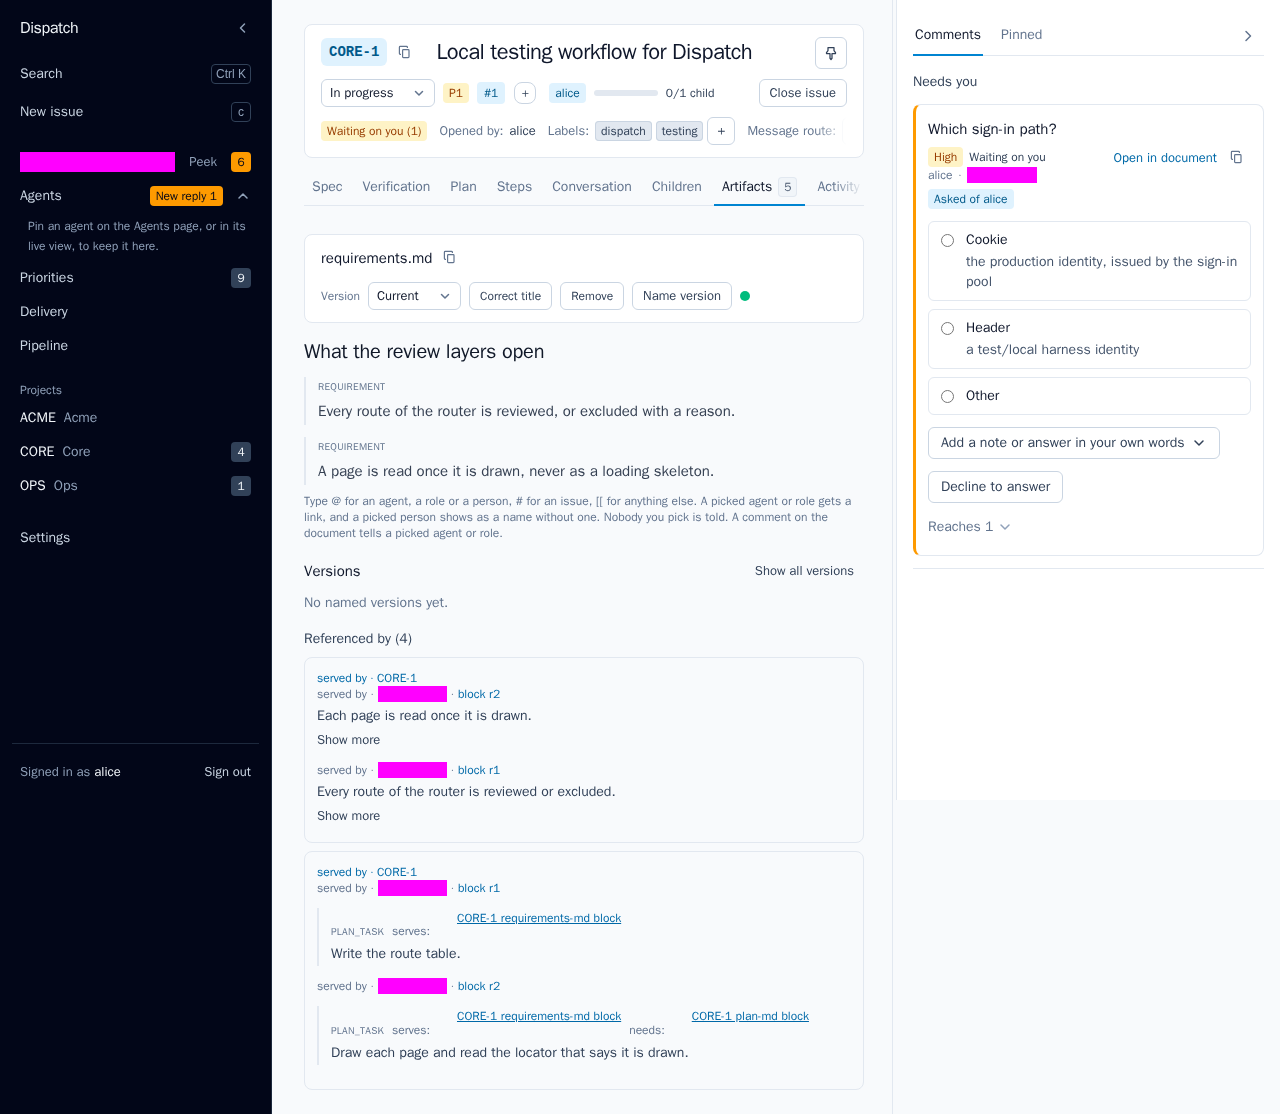 Dispatch
Search Ctrl K
New issue c
Peek 6
Agents New reply 1
Pin an agent on the Agents page, or in its
live view, to keep it here.
Priorities 9
Delivery
Pipeline
Projects
ACME Acme
CORE Core 4
OPS Ops 1
Settings
Signed in as alice Sign out
CORE-1 Local testing workflow for Dispatch
In progress P1 #1 + alice 0/1 child Close issue
Waiting on you (1) Opened by: alice Labels: dispatch testing + Message route:
Spec Verification Plan Steps Conversation Children Artifacts 5 Activity
requirements.md
Version Current Correct title Remove Name version
What the review layers open
REQUIREMENT
Every route of the router is reviewed, or excluded with a reason.
REQUIREMENT
A page is read once it is drawn, never as a loading skeleton.
Type @ for an agent, a role or a person, # for an issue, [[ for anything else. A picked agent or role gets a
link, and a picked person shows as a name without one. Nobody you pick is told. A comment on the
document tells a picked agent or role.
Versions Show all versions
No named versions yet.
Referenced by (4)
served by · CORE-1
served by · · block r2
Each page is read once it is drawn.
Show more
served by · · block r1
Every route of the router is reviewed or excluded.
Show more
served by · CORE-1
served by · · block r1
CORE-1 requirements-md block
PLAN_TASK serves:
Write the route table.
served by · · block r2
CORE-1 requirements-md block CORE-1 plan-md block
PLAN_TASK serves: needs:
Draw each page and read the locator that says it is drawn.
Comments Pinned
Needs you
Which sign-in path?
High Waiting on you Open in document
alice ·
Asked of alice
Cookie
the production identity, issued by the sign-in
pool
Header
a test/local harness identity
Other
Add a note or answer in your own words
Decline to answer
Reaches 1